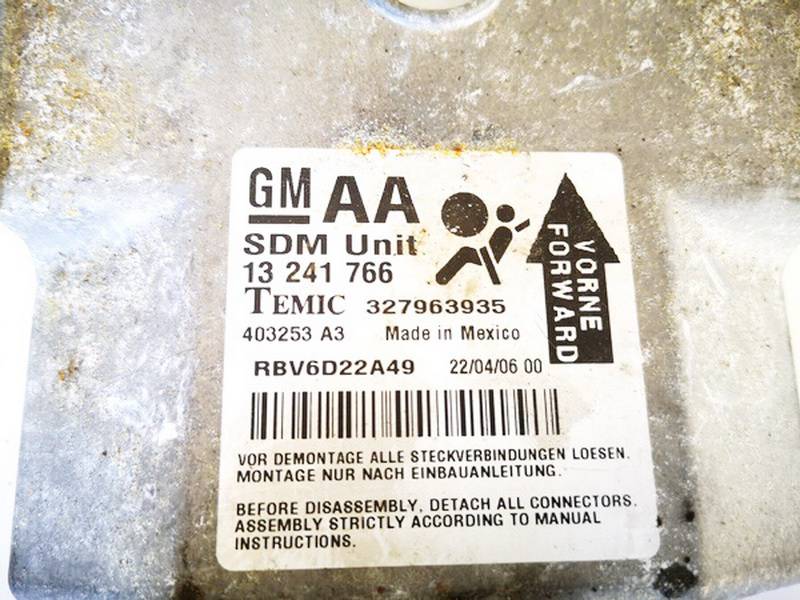 GM AA
SDM Unit
13 241 766
TEMIC 327963935
403253 A3 Made in Mexico
RBV6D22A49 22/04/06 00
VORNE
FORWARD
VOR DEMONTAGE ALLE STECKVERBINDUNGEN LOESEN.
MONTAGE NUR NACH EINBAUANLEITUNG.
BEFORE DISASSEMBLY, DETACH ALL CONNECTORS.
ASSEMBLY STRICTLY ACCORDING TO MANUAL
INSTRUCTIONS.